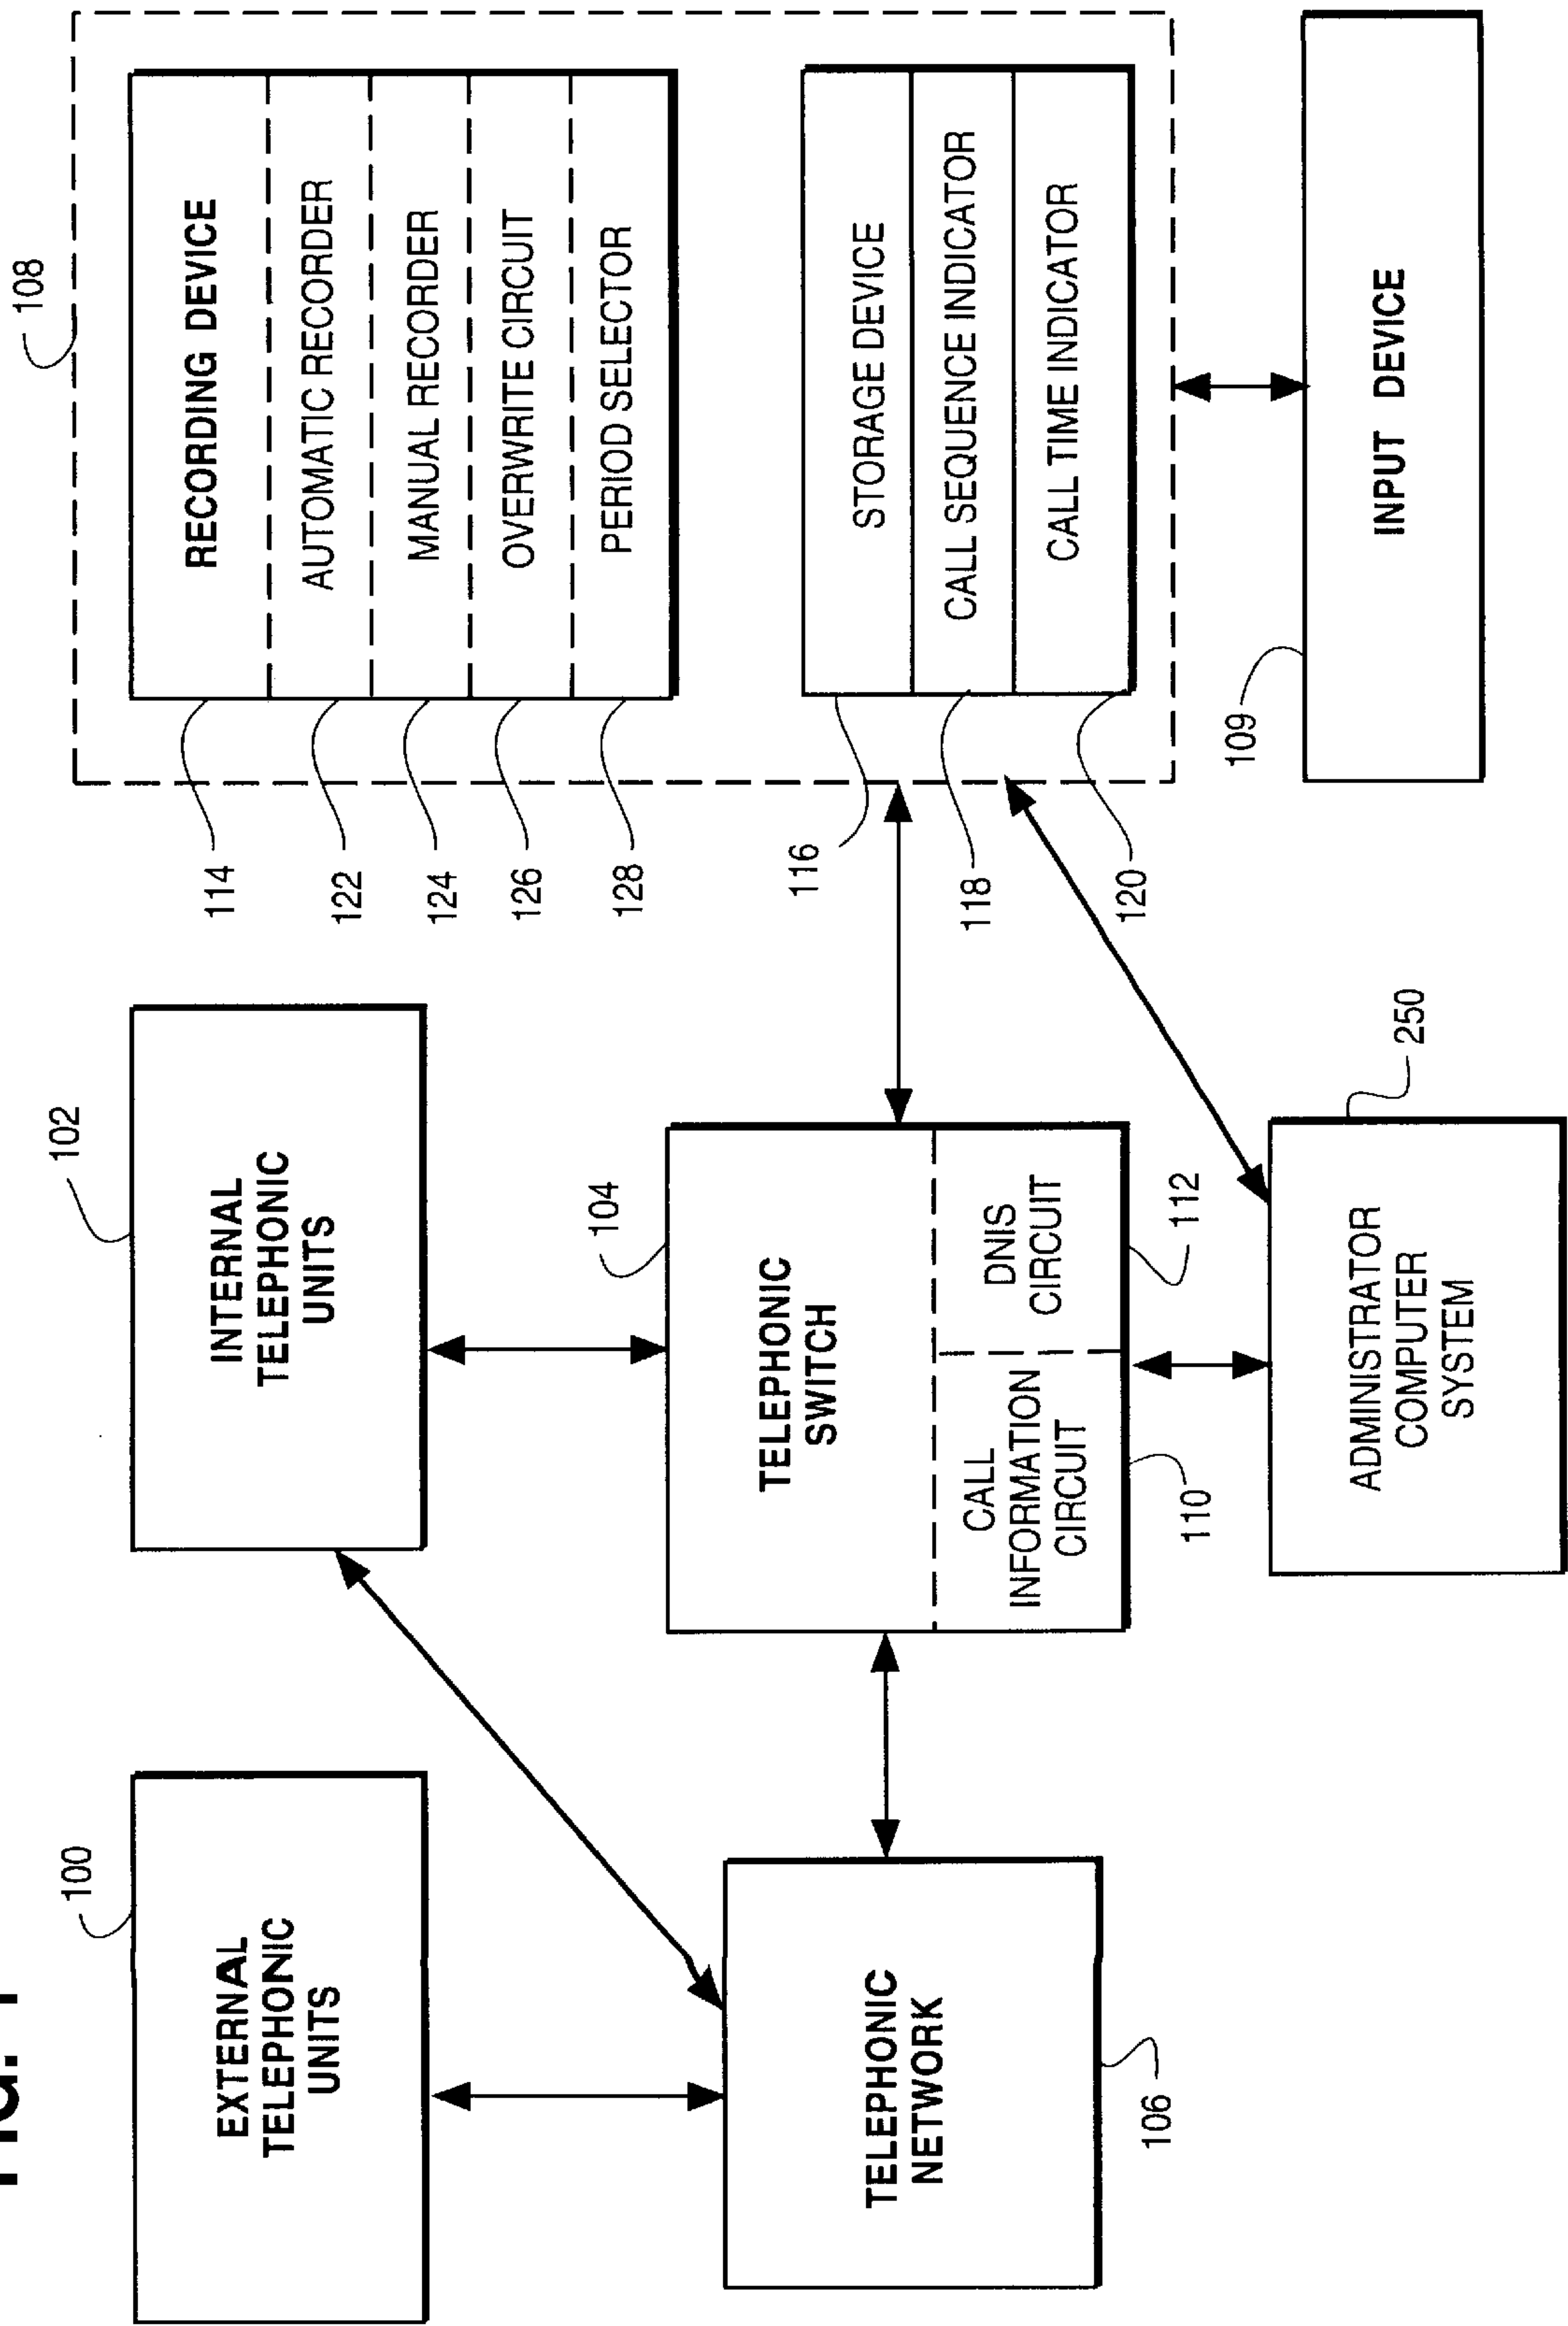 FIG. 1
100
EXTERNAL
TELEPHONIC
UNITS
102
INTERNAL
TELEPHONIC
UNITS
104
TELEPHONIC
SWITCH
CALL
INFORMATION
CIRCUIT
DNIS
CIRCUIT
110
112
TELEPHONIC
NETWORK
106
ADMINISTRATOR
COMPUTER
SYSTEM
250
108
RECORDING DEVICE
AUTOMATIC RECORDER
MANUAL RECORDER
OVERWRITE CIRCUIT
PERIOD SELECTOR
114
122
124
126
128
STORAGE DEVICE
CALL SEQUENCE INDICATOR
CALL TIME INDICATOR
116
118
120
109
INPUT DEVICE